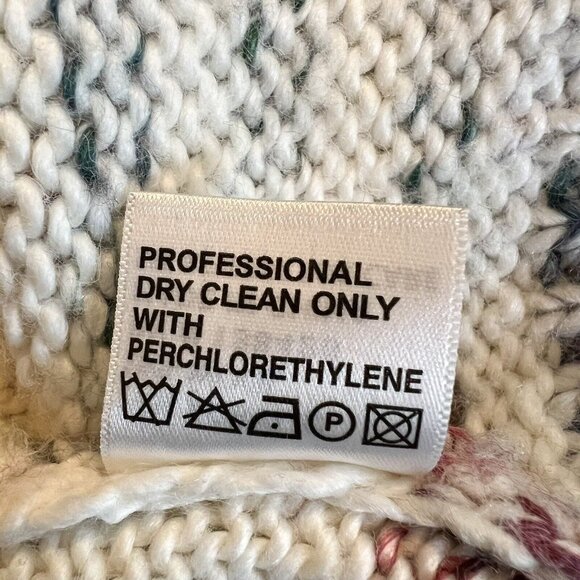 PROFESSIONAL
DRY CLEAN ONLY
WITH
PERCHLORETHYLENE
P